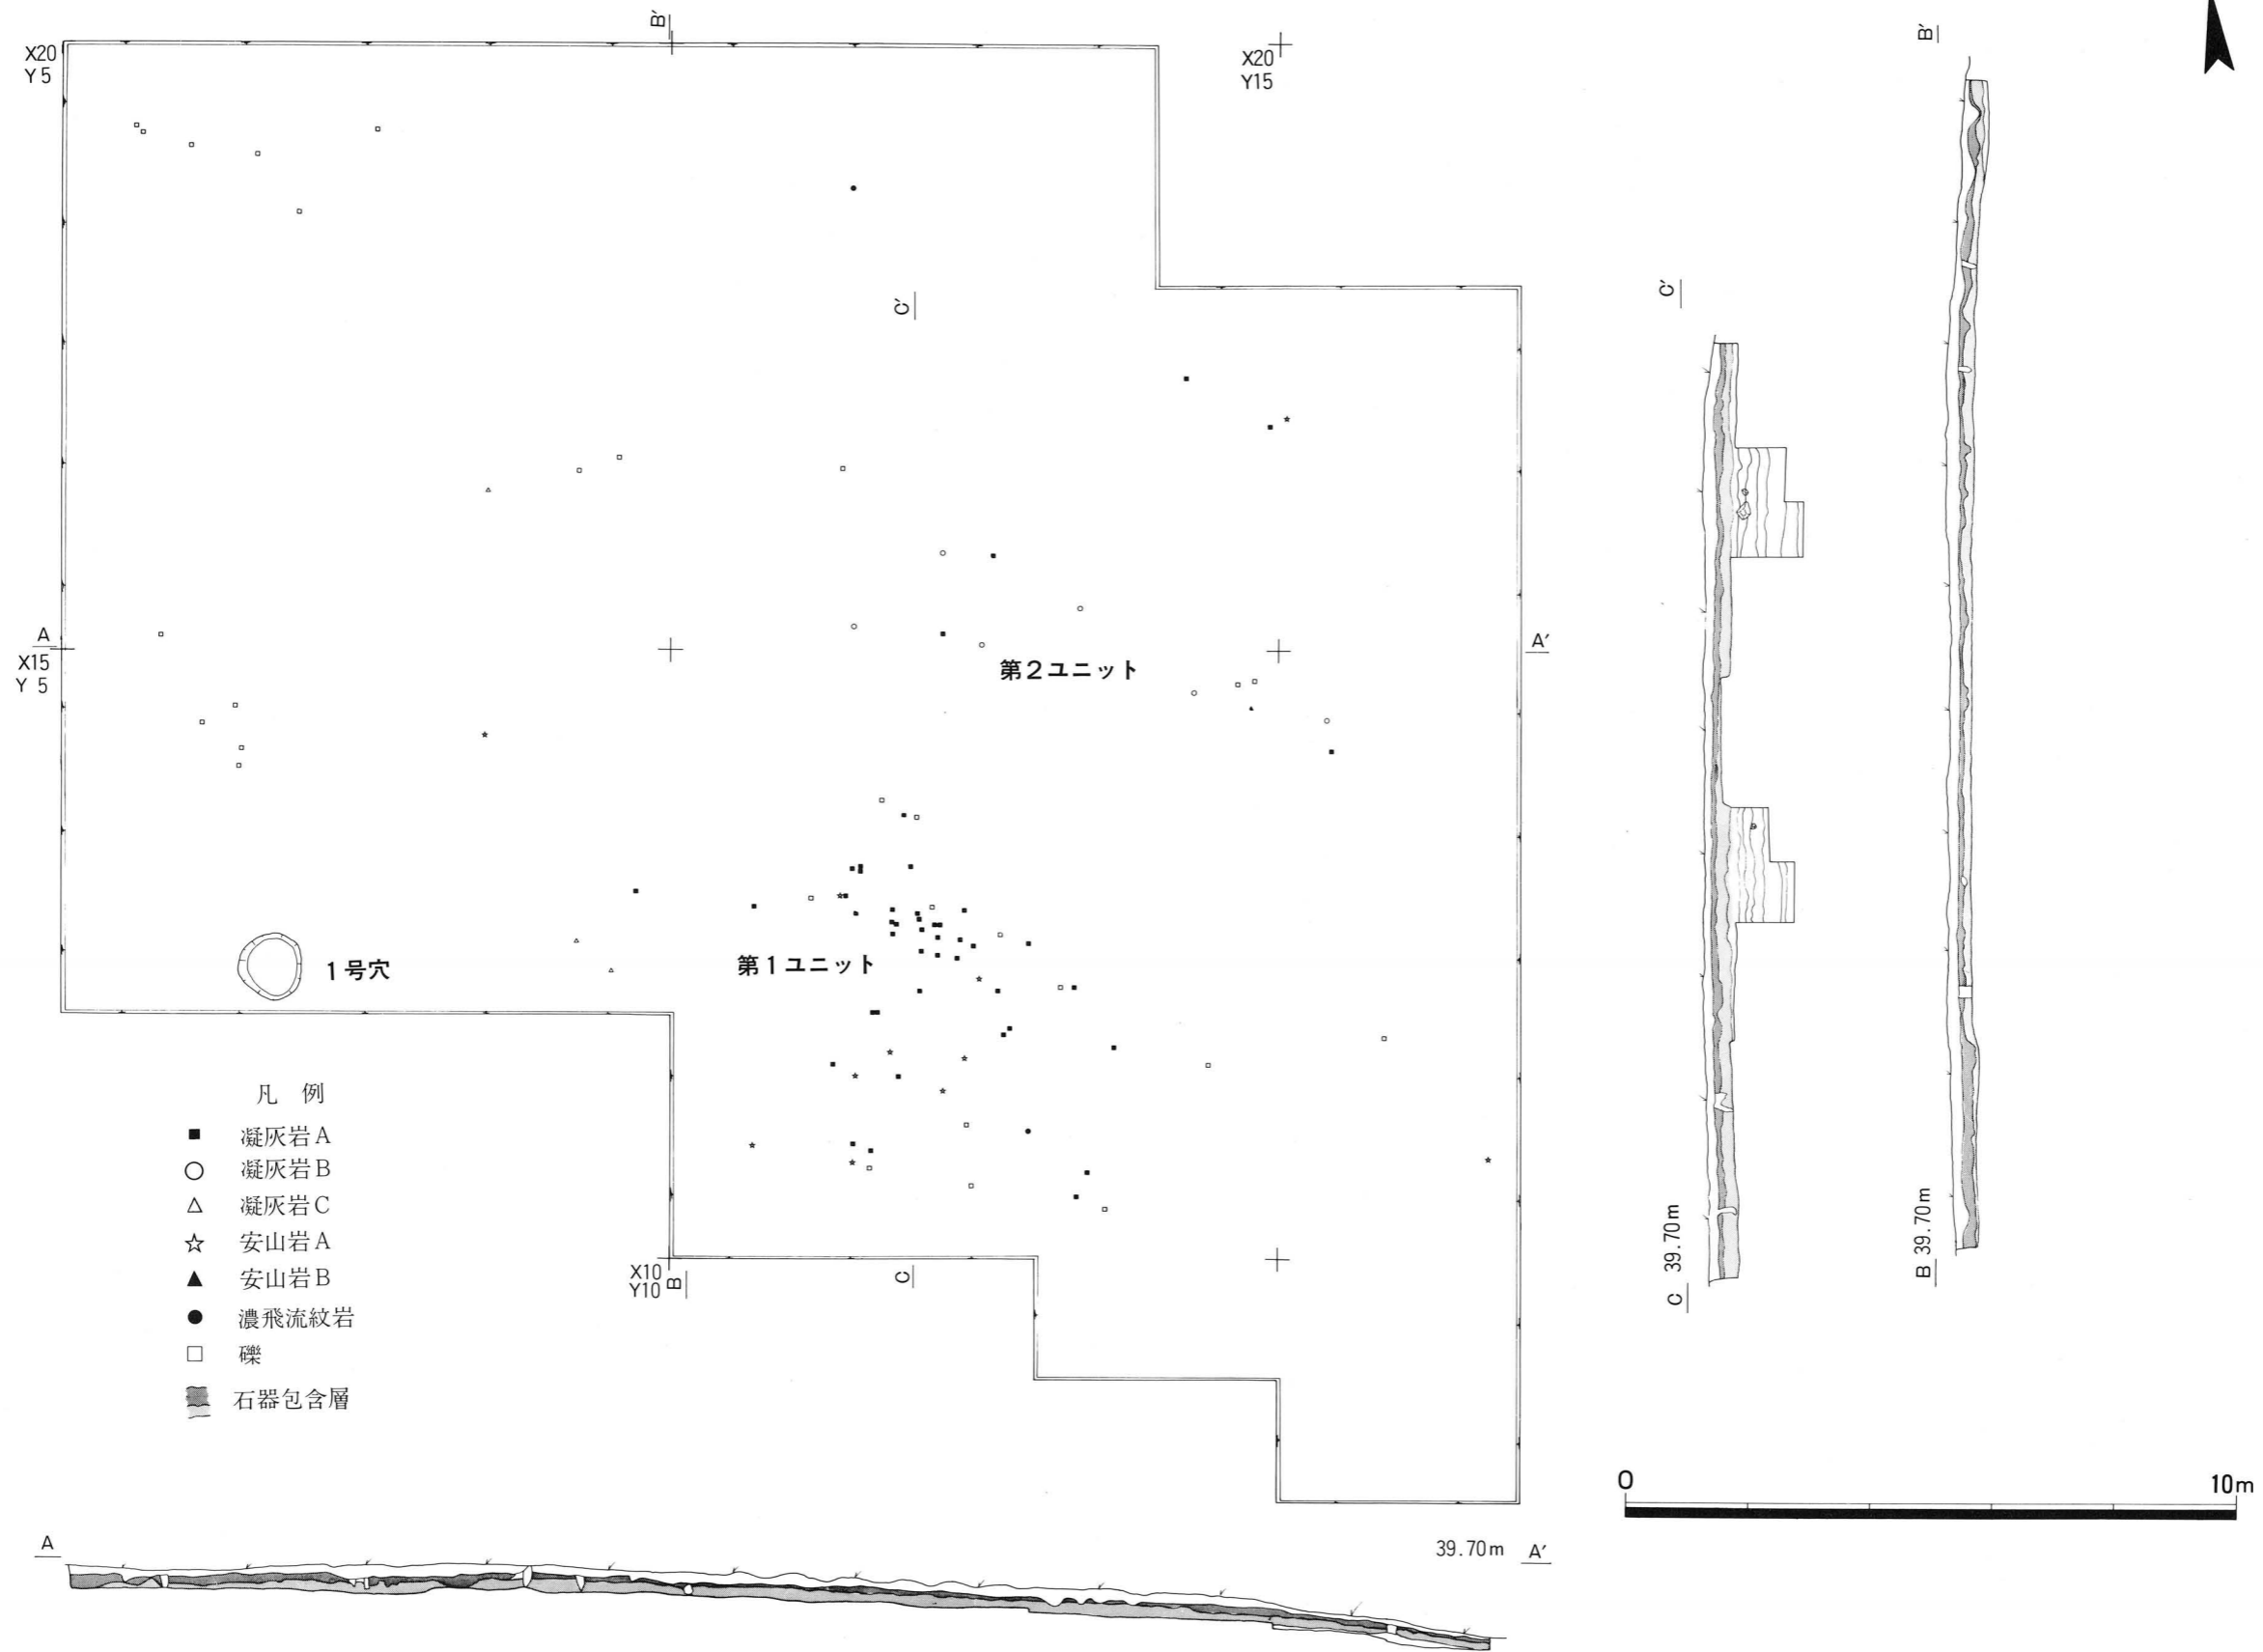 B'
X20
Y 5
X20
Y15
B'
C'
C'
A
X15
Y 5
A'
第2ユニット
第1ユニット
1号穴
凡 例
凝灰岩A
凝灰岩B
凝灰岩C
安山岩A
安山岩B
濃飛流紋岩
礫
石器包含層
X10
Y10
B
C
C 39.70m
B 39.70m
0
10m
A
39.70m A'